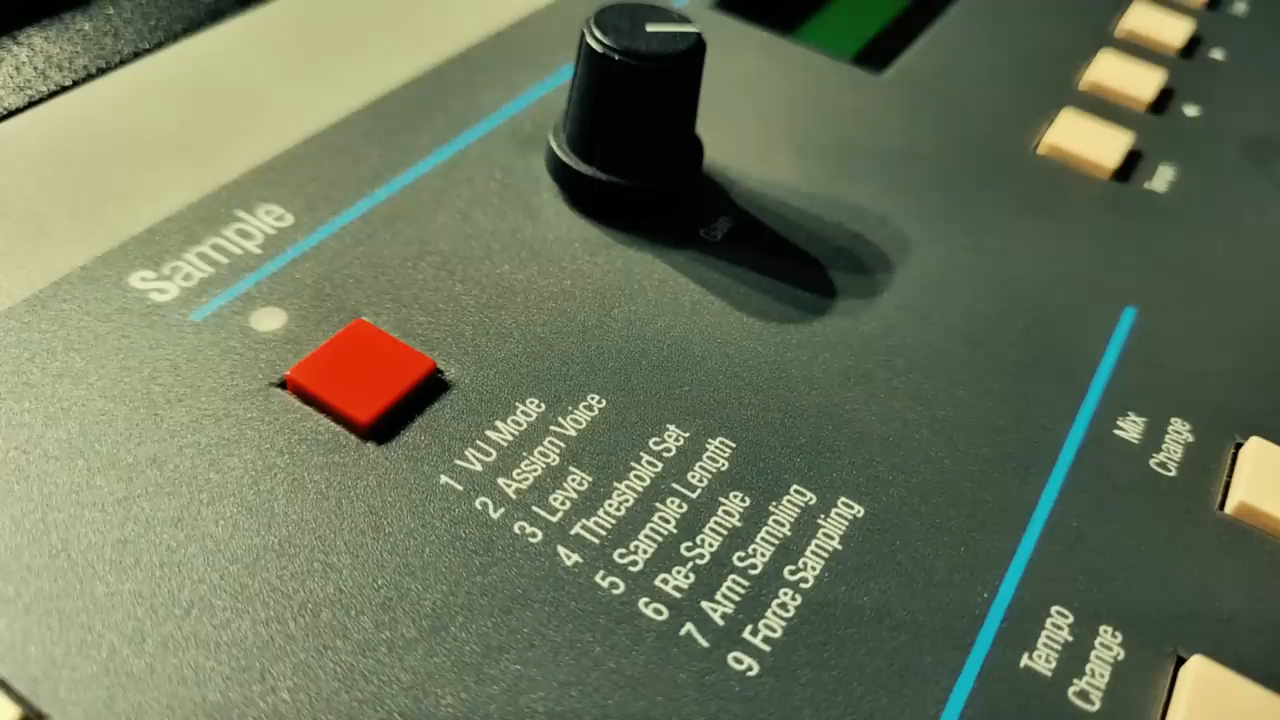 Sample
Gain
1 VU Mode
2 Assign Voice
3 Level
4 Threshold Set
5 Sample Length
6 Re-Sample
7 Arm Sampling
9 Force Sampling
Mix
Change
Tempo
Change